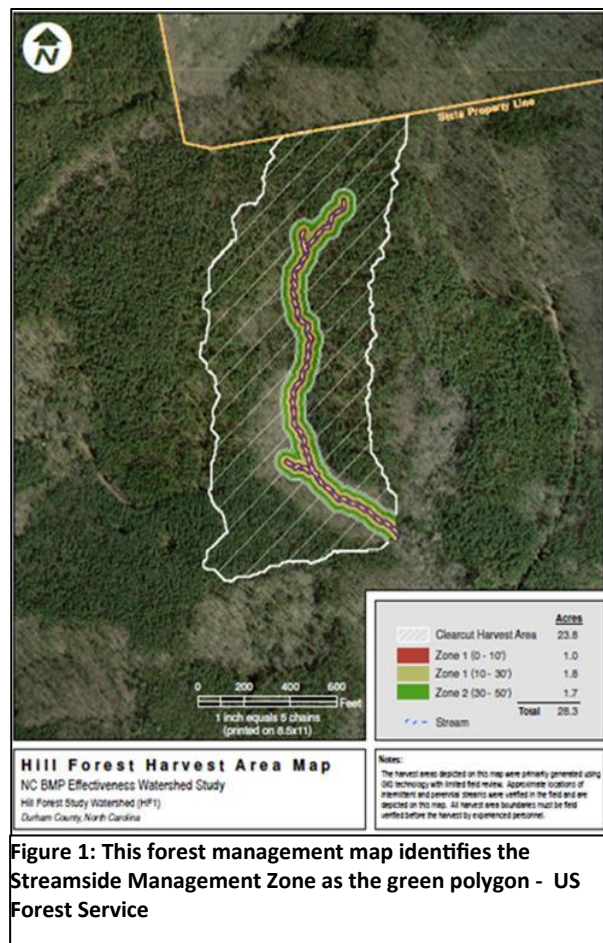 N
State Property Line
Acres
Clearcut Harvest Area 23.8
Zone 1 (0 - 10') 1.0
Zone 1 (10 - 30') 1.8
Zone 2 (30 - 50') 1.7
Total 28.3
Stream
0 200 400 600
Feet
1 inch equals 5 chains
(printed on 8.5x11)
Hill Forest Harvest Area Map
NC BMP Effectiveness Watershed Study
Hill Forest Study Watershed (HF1)
Durham County, North Carolina
Notes:
The harvest areas depicted on this map were primarily generated using
GIS technology with limited field review. Approximate locations of
intermittent and perennial streams were verified in the field and are
depicted on this map. All harvest area boundaries must be field
verified before the harvest by experienced personnel.
Figure 1: This forest management map identifies the
Streamside Management Zone as the green polygon - US
Forest Service